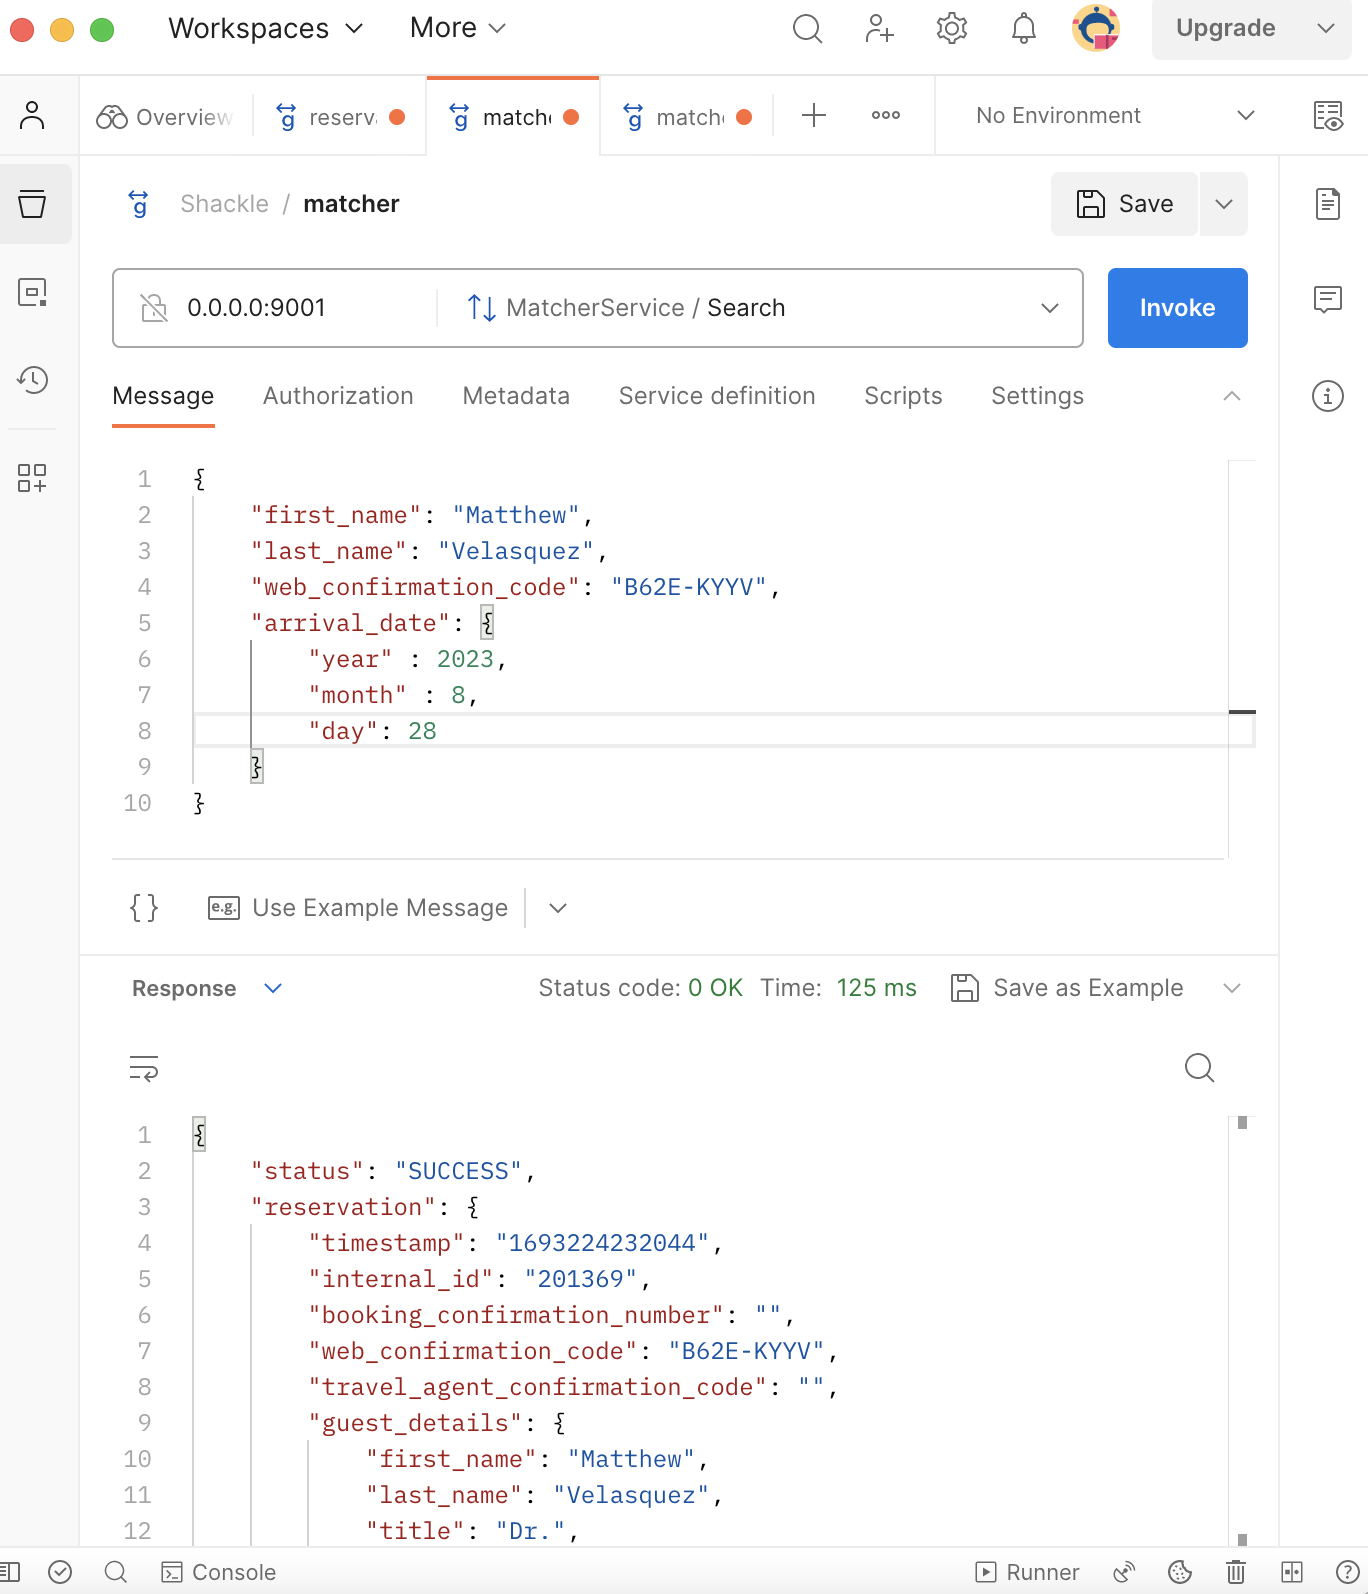 Workspaces More Upgrade
Overview reserv matche matche No Environment
g Shackle / matcher Save
0.0.0.0:9001 MatcherService / Search Invoke
Message Authorization Metadata Service definition Scripts Settings
1 {
2 "first_name": "Matthew",
3 "last_name": "Velasquez",
4 "web_confirmation_code": "B62E-KYYV",
5 "arrival_date": {
6 "year" : 2023,
7 "month" : 8,
8 "day": 28
9 }
10 }
{} e.g. Use Example Message
Response Status code: 0 OK Time: 125 ms Save as Example
1 {
2 "status": "SUCCESS",
3 "reservation": {
4 "timestamp": "1693224232044",
5 "internal_id": "201369",
6 "booking_confirmation_number": "",
7 "web_confirmation_code": "B62E-KYYV",
8 "travel_agent_confirmation_code": "",
9 "guest_details": {
10 "first_name": "Matthew",
11 "last_name": "Velasquez",
12 "title": "Dr.",
Console Runner